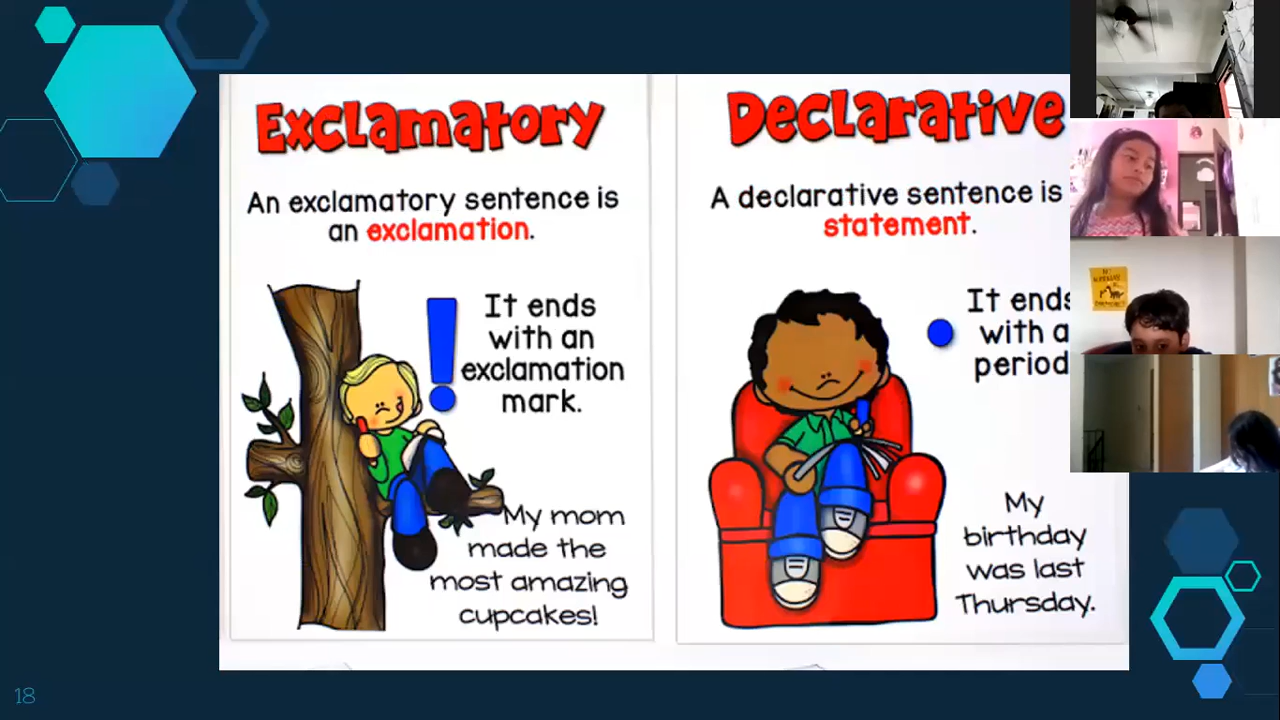 Exclamatory
An exclamatory sentence is
an exclamation.
It ends
with an
exclamation
mark.
My mom
made the
most amazing
cupcakes!
Declarative
A declarative sentence is
statement.
It ends
with a
period
My
birthday
was last
Thursday.
18